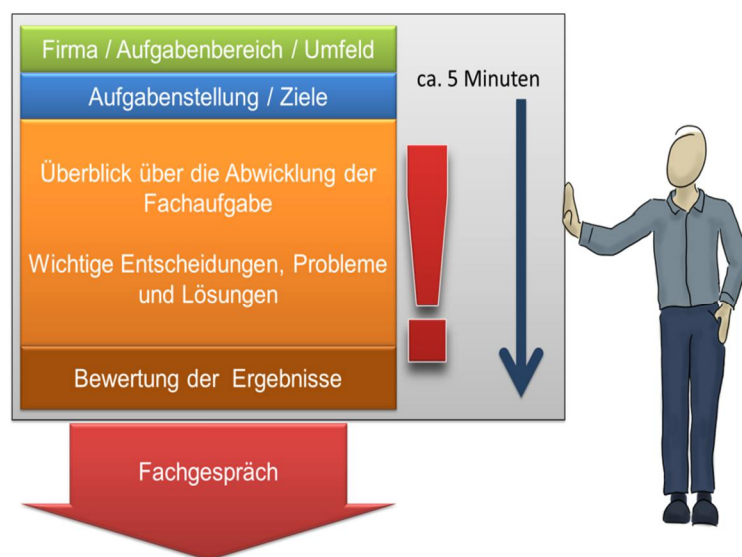 Firma / Aufgabenbereich / Umfeld
ca. 5 Minuten
Aufgabenstellung / Ziele
Überblick über die Abwicklung der
Fachaufgabe
Wichtige Entscheidungen, Probleme
und Lösungen
!
Bewertung der Ergebnisse
Fachgespräch